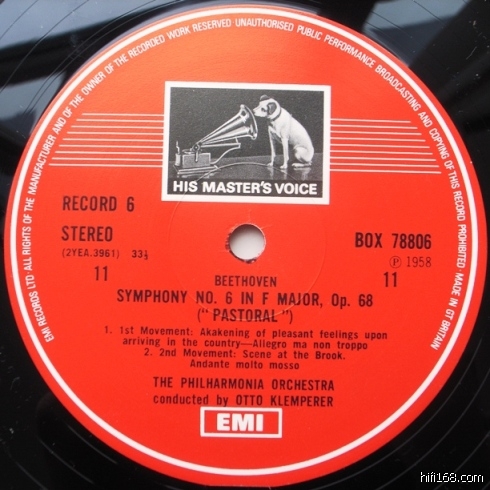 EMI RECORDS LTD ALL RIGHTS OF THE MANUFACTURER AND OF THE OWNER OF THE RECORDED WORK RESERVED UNAUTHORISED PUBLIC PERFORMANCE BROADCASTING AND COPYING OF THIS RECORD PROHIBITED MADE IN GT BRITAIN
HIS MASTER'S VOICE
RECORD 6
STEREO
BOX 78806
(2YEA.3961) 33⅓
Ⓟ 1958
11
11
BEETHOVEN
SYMPHONY NO. 6 IN F MAJOR, Op. 68
(" PASTORAL ")
1. 1st Movement: Akakening of pleasant feelings upon
arriving in the country—Allegro ma non troppo
2. 2nd Movement: Scene at the Brook.
Andante molto mosso
THE PHILHARMONIA ORCHESTRA
conducted by OTTO KLEMPERER
EMI
hifi168.com